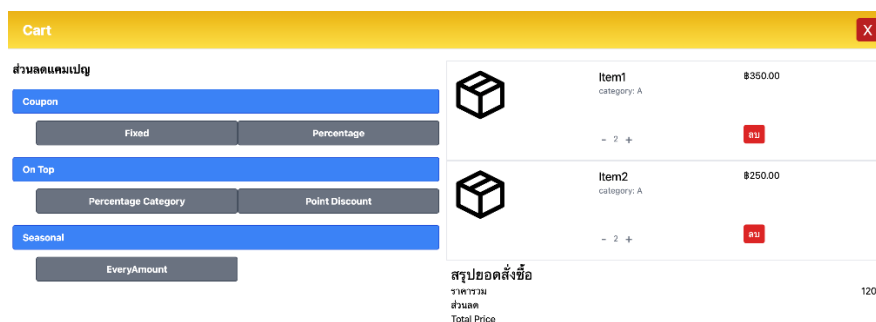 Cart
X
ส่วนลดแคมเปญ
Coupon
Fixed
Percentage
On Top
Percentage Category
Point Discount
Seasonal
EveryAmount
Item1
฿350.00
category: A
- 2 +
ลบ
Item2
฿250.00
category: A
- 2 +
ลบ
สรุปยอดสั่งซื้อ
ราคารวม
120
ส่วนลด
Total Price